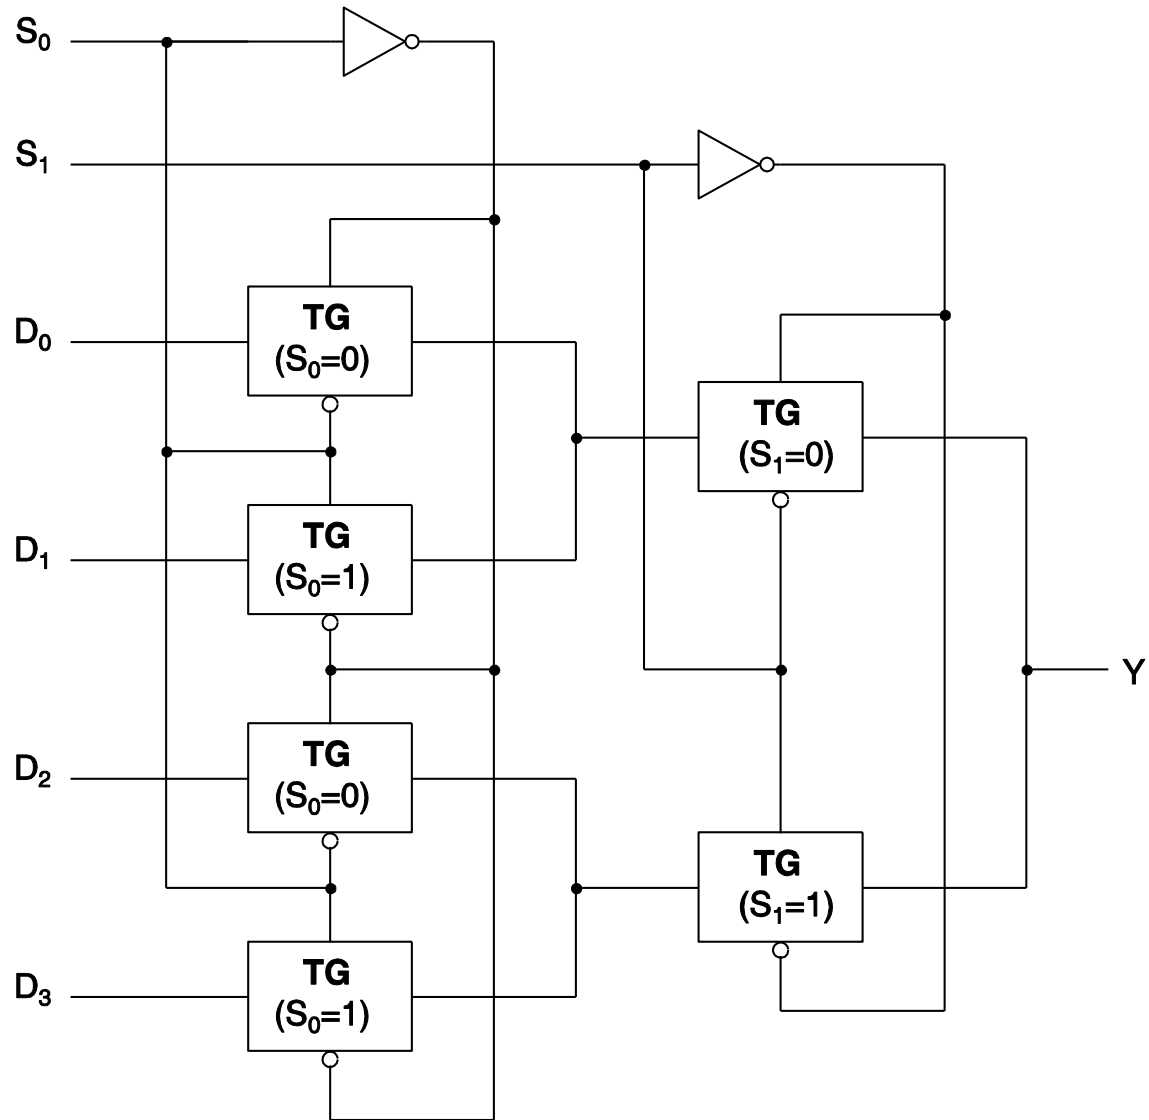 S₀
S₁
TG
D₀
(S₀=0)
TG
(S₁=0)
TG
D₁
(S₀=1)
Y
TG
D₂
(S₀=0)
TG
(S₁=1)
TG
D₃
(S₀=1)